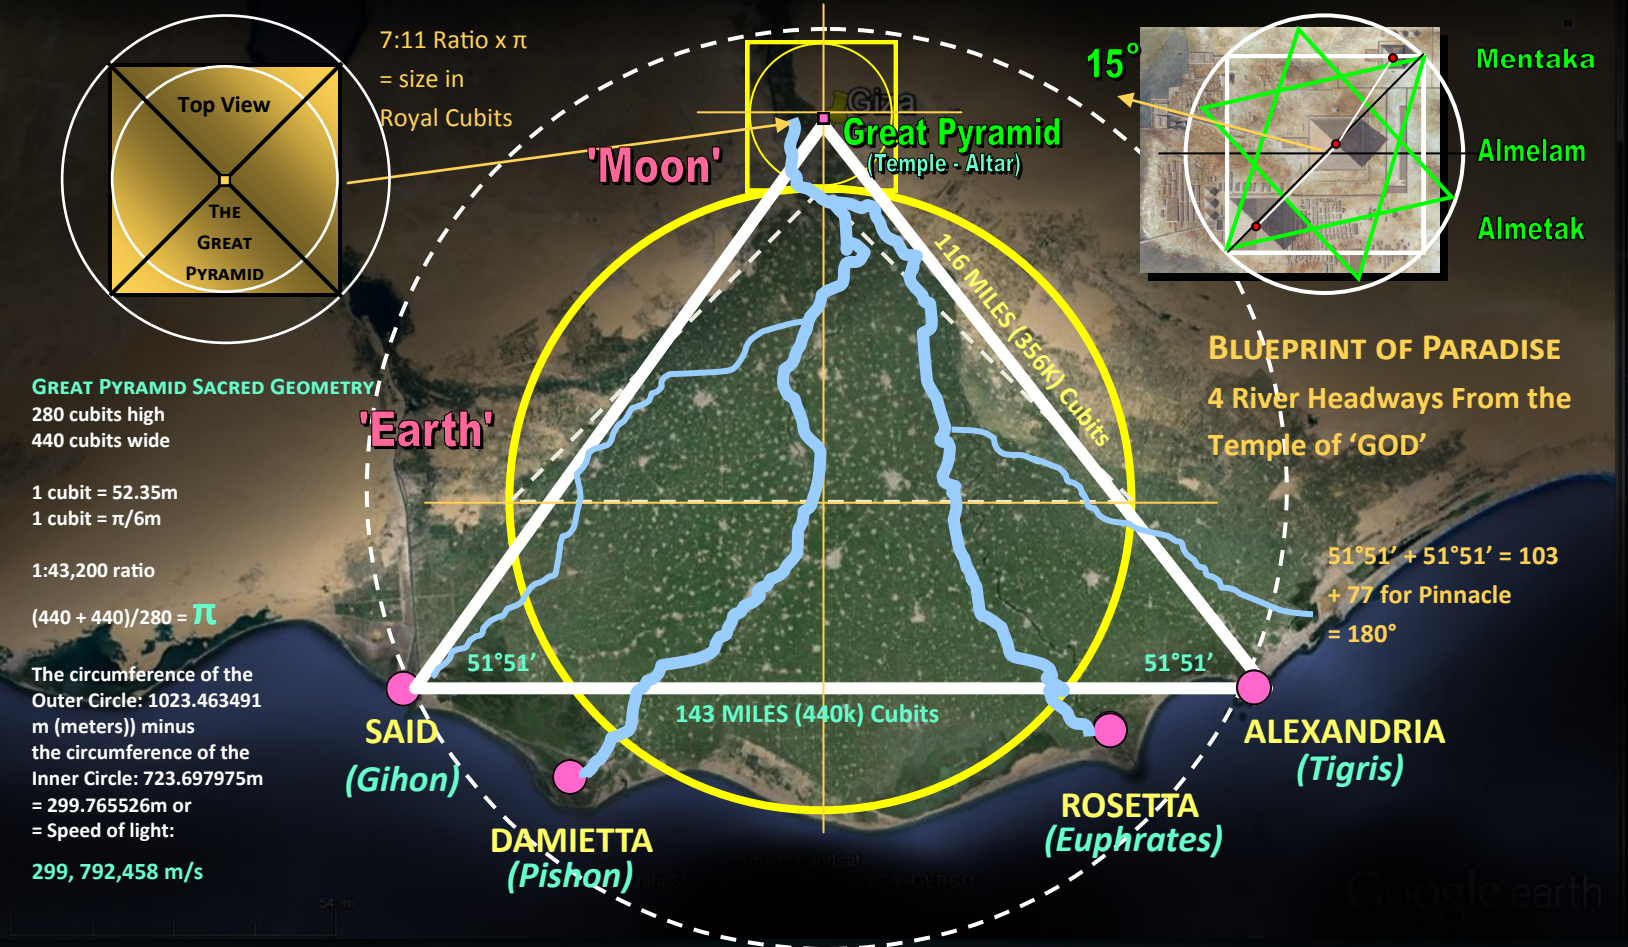 7:11 Ratio x π
= size in
Royal Cubits
Top View
THE
GREAT
PYRAMID
'Moon'
Giza
Great Pyramid
(Temple - Altar)
15°
Mentaka
Almelam
Almetak
BLUEPRINT OF PARADISE
4 River Headways From the
Temple of ‘GOD’
GREAT PYRAMID SACRED GEOMETRY
280 cubits high
440 cubits wide
1 cubit = 52.35m
1 cubit = π/6m
1:43,200 ratio
(440 + 440)/280 = π
The circumference of the
Outer Circle: 1023.463491
m (meters)) minus
the circumference of the
Inner Circle: 723.697975m
= 299.765526m or
= Speed of light:
299, 792,458 m/s
'Earth'
116 MILES (356K) Cubits
51°51’ + 51°51’ = 103
+ 77 for Pinnacle
= 180°
51°51’
51°51’
143 MILES (440k) Cubits
SAID
(Gihon)
DAMIETTA
(Pishon)
ROSETTA
(Euphrates)
ALEXANDRIA
(Tigris)
Image Landsat
GEBCO
54 mi
Google earth